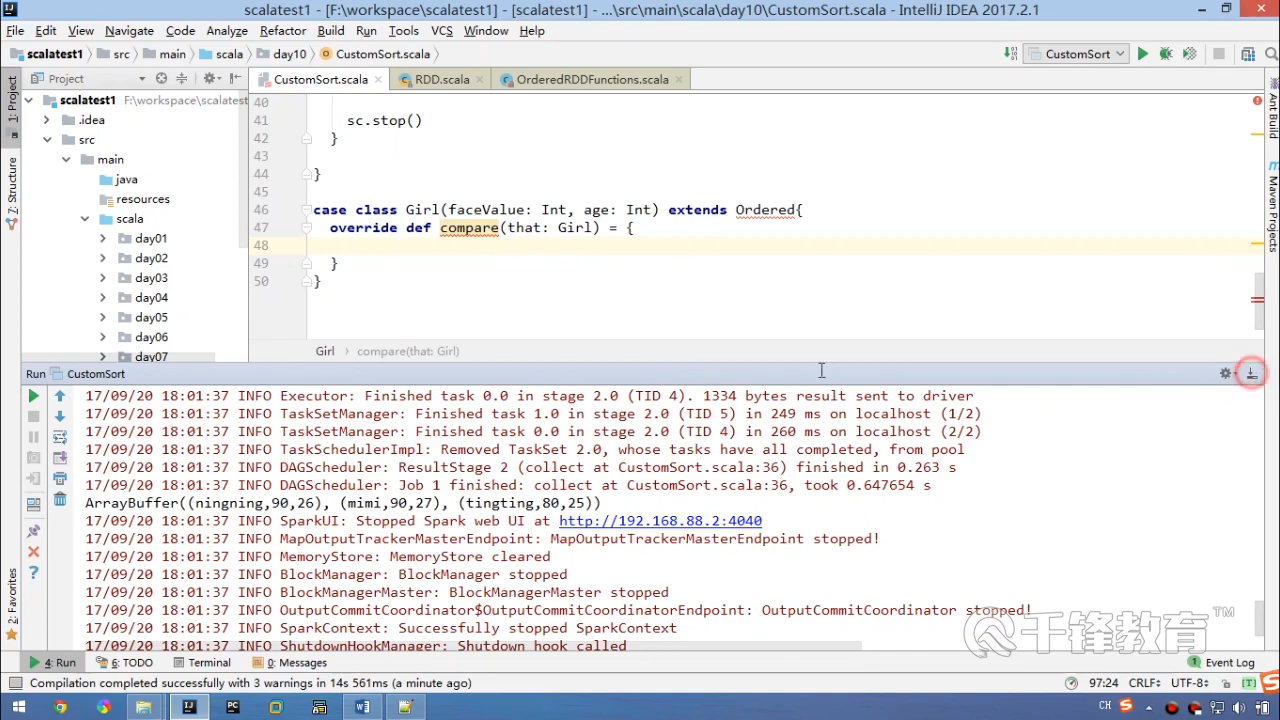 scalatest1 - [F:\workspace\scalatest1] - [scalatest1] - ...\src\main\scala\day10\CustomSort.scala - IntelliJ IDEA 2017.2.1
File Edit View Navigate Code Analyze Refactor Build Run Tools VCS Window Help
scalatest1 src main scala day10 CustomSort.scala CustomSort
Project CustomSort.scala RDD.scala OrderedRDDFunctions.scala
1: Project
7: Structure
2: Favorites
Ant Build
Maven Projects
scalatest1 F:\workspace\scalatest
.idea
src
main
java
resources
scala
day01
day02
day03
day04
day05
day06
day07
40
41 sc.stop()
42 }
43
44 }
45
46 case class Girl(faceValue: Int, age: Int) extends Ordered{
47 override def compare(that: Girl) = {
48
49 }
50 }
Girl compare(that: Girl)
Run CustomSort
17/09/20 18:01:37 INFO Executor: Finished task 0.0 in stage 2.0 (TID 4). 1334 bytes result sent to driver
17/09/20 18:01:37 INFO TaskSetManager: Finished task 1.0 in stage 2.0 (TID 5) in 249 ms on localhost (1/2)
17/09/20 18:01:37 INFO TaskSetManager: Finished task 0.0 in stage 2.0 (TID 4) in 260 ms on localhost (2/2)
17/09/20 18:01:37 INFO TaskSchedulerImpl: Removed TaskSet 2.0, whose tasks have all completed, from pool
17/09/20 18:01:37 INFO DAGScheduler: ResultStage 2 (collect at CustomSort.scala:36) finished in 0.263 s
17/09/20 18:01:37 INFO DAGScheduler: Job 1 finished: collect at CustomSort.scala:36, took 0.647654 s
ArrayBuffer((ningning,90,26), (mimi,90,27), (tingting,80,25))
17/09/20 18:01:37 INFO SparkUI: Stopped Spark web UI at http://192.168.88.2:4040
17/09/20 18:01:37 INFO MapOutputTrackerMasterEndpoint: MapOutputTrackerMasterEndpoint stopped!
17/09/20 18:01:37 INFO MemoryStore: MemoryStore cleared
17/09/20 18:01:37 INFO BlockManager: BlockManager stopped
17/09/20 18:01:37 INFO BlockManagerMaster: BlockManagerMaster stopped
17/09/20 18:01:37 INFO OutputCommitCoordinator$OutputCommitCoordinatorEndpoint: OutputCommitCoordinator stopped!
17/09/20 18:01:37 INFO SparkContext: Successfully stopped SparkContext
17/09/20 18:01:37 INFO ShutdownHookManager: Shutdown hook called
千锋教育™
4: Run 6: TODO Terminal 0: Messages 1 Event Log
Compilation completed successfully with 3 warnings in 14s 561ms (a minute ago) 97:24 CRLF UTF-8 [T]
CH